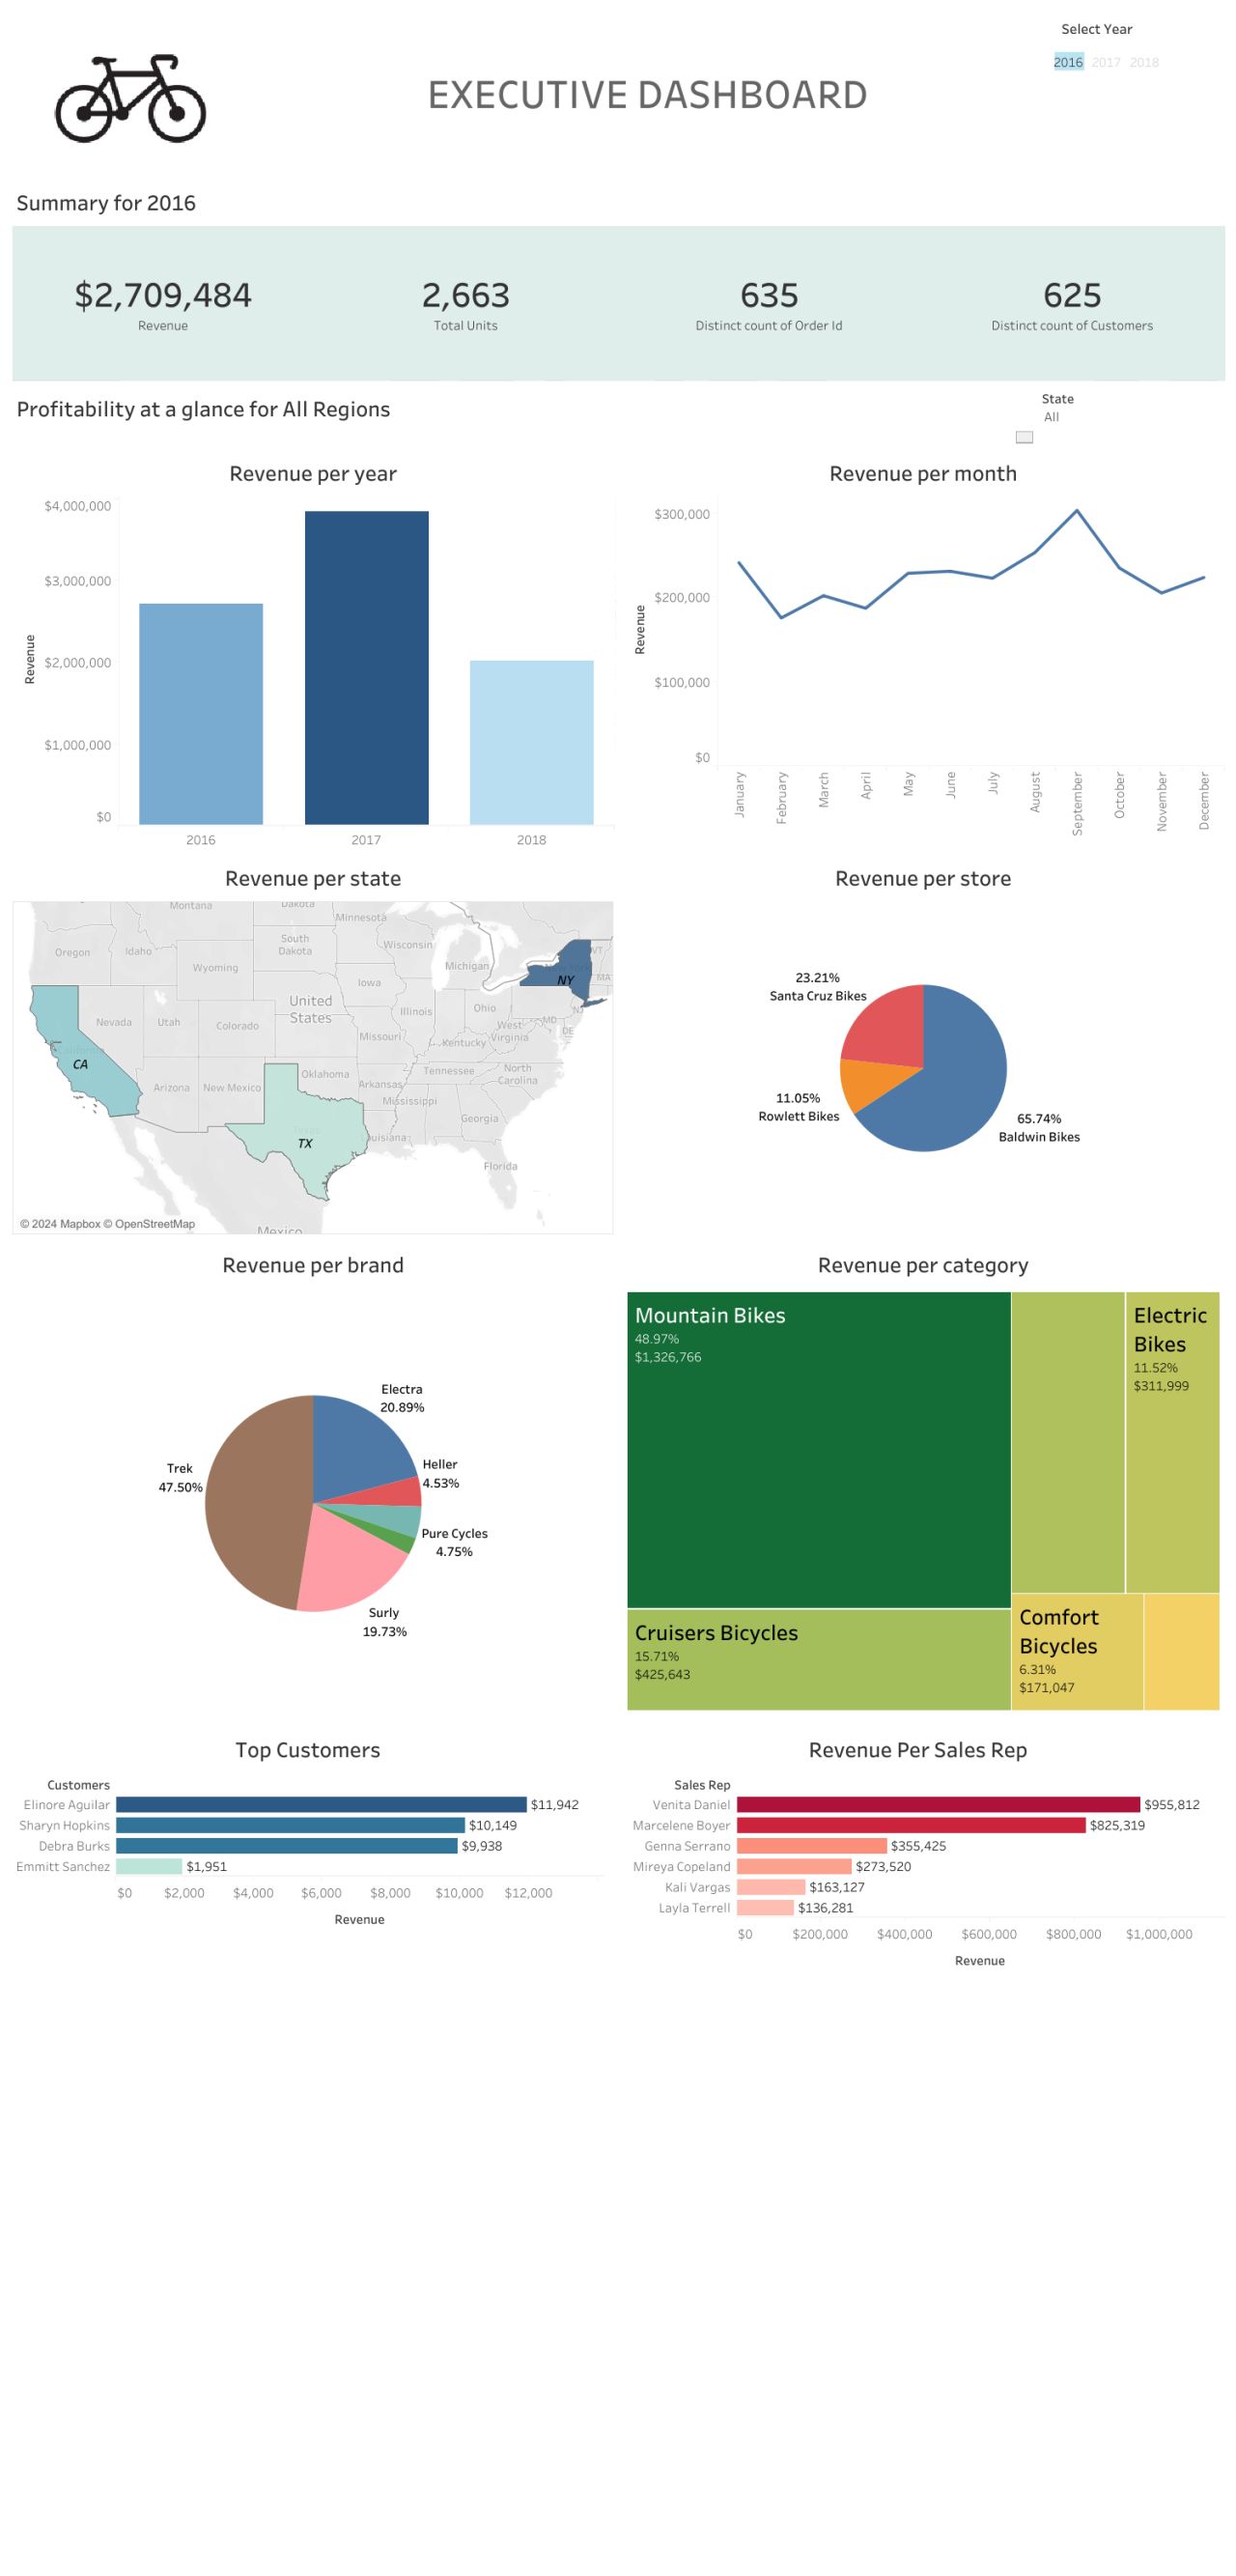 Select Year
2016 2017 2018
EXECUTIVE DASHBOARD
Summary for 2016
$2,709,484
Revenue
2,663
Total Units
635
Distinct count of Order Id
625
Distinct count of Customers
Profitability at a glance for All Regions
State
All
Revenue per year
$4,000,000
$3,000,000
$2,000,000
$1,000,000
$0
Revenue
2016
2017
2018
Revenue per month
$300,000
$200,000
$100,000
$0
Revenue
January
February
March
April
May
June
July
August
September
October
November
December
Revenue per state
Montana
Dakota
Minnesota
Oregon
Idaho
South
Dakota
Wisconsin
Wyoming
Michigan
NY
VT
MA
Iowa
United
States
Nevada
Utah
Colorado
Illinois
Ohio
MD
DE
NJ
West
Virginia
Missouri
Kentucky
California
CA
Arizona
New Mexico
Oklahoma
Arkansas
Tennessee
North
Carolina
Mississippi
Georgia
TX
Louisiana
Florida
Mexico
© 2024 Mapbox © OpenStreetMap
Revenue per store
23.21%
Santa Cruz Bikes
11.05%
Rowlett Bikes
65.74%
Baldwin Bikes
Revenue per brand
Electra
20.89%
Heller
4.53%
Trek
47.50%
Pure Cycles
4.75%
Surly
19.73%
Revenue per category
Mountain Bikes
48.97%
$1,326,766
Electric
Bikes
11.52%
$311,999
Cruisers Bicycles
15.71%
$425,643
Comfort
Bicycles
6.31%
$171,047
Top Customers
Customers
Elinore Aguilar $11,942
Sharyn Hopkins $10,149
Debra Burks $9,938
Emmitt Sanchez $1,951
$0 $2,000 $4,000 $6,000 $8,000 $10,000 $12,000
Revenue
Revenue Per Sales Rep
Sales Rep
Venita Daniel $955,812
Marcelene Boyer $825,319
Genna Serrano $355,425
Mireya Copeland $273,520
Kali Vargas $163,127
Layla Terrell $136,281
$0 $200,000 $400,000 $600,000 $800,000 $1,000,000
Revenue